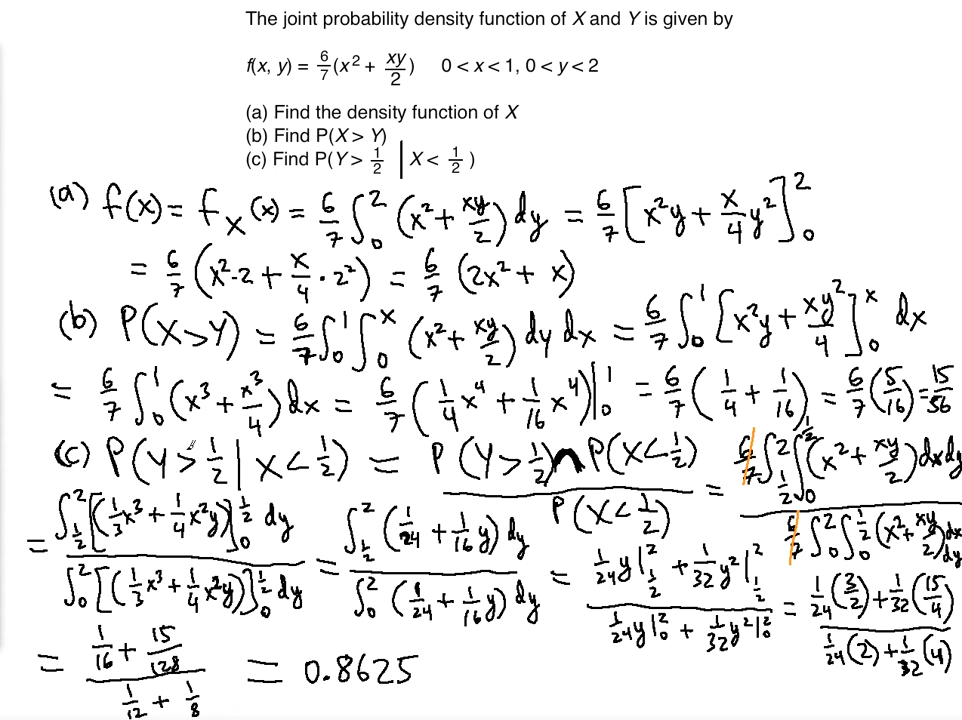 The joint probability density function of X and Y is given by
f(x, y) = 6/7 (x² + xy/2)    0 < x < 1, 0 < y < 2
(a) Find the density function of X
(b) Find P(X > Y)
(c) Find P(Y > 1/2 | X < 1/2)
(a) f(x) = f_X(x) = 6/7 ∫₀² (x² + xy/2) dy = 6/7 [x²y + x/4 y²]₀²
= 6/7 (x²·2 + x/4 · 2²) = 6/7 (2x² + x)
(b) P(X>Y) = 6/7 ∫₀¹ ∫₀ˣ (x² + xy/2) dy dx = 6/7 ∫₀¹ [x²y + xy²/4]₀ˣ dx
= 6/7 ∫₀¹ (x³ + x³/4) dx = 6/7 (1/4 x⁴ + 1/16 x⁴)|₀¹ = 6/7 (1/4 + 1/16) = 6/7 (5/16) = 15/56
(c) P(Y > 1/2 | X < 1/2) = P(Y > 1/2) ∩ P(X < 1/2) / P(X < 1/2) = 6/7 ∫_{1/2}^{2} ∫₀^{1/2} (x² + xy/2) dx dy / 6/7 ∫₀² ∫₀^{1/2} (x² + xy/2) dx dy
= ∫_{1/2}^{2} [(1/3 x³ + 1/4 x²y)]₀^{1/2} dy / ∫₀² [(1/3 x³ + 1/4 x²y)]₀^{1/2} dy = ∫_{1/2}^{2} (1/24 + 1/16 y) dy / ∫₀² (1/24 + 1/16 y) dy = 1/24 y|_{1/2}^{2} + 1/32 y²|_{1/2}^{2} / 1/24 y|₀² + 1/32 y²|₀² = 1/24 (3/2) + 1/32 (15/4) / 1/24 (2) + 1/32 (4)
= 1/16 + 15/128 / 1/12 + 1/8 = 0.8625